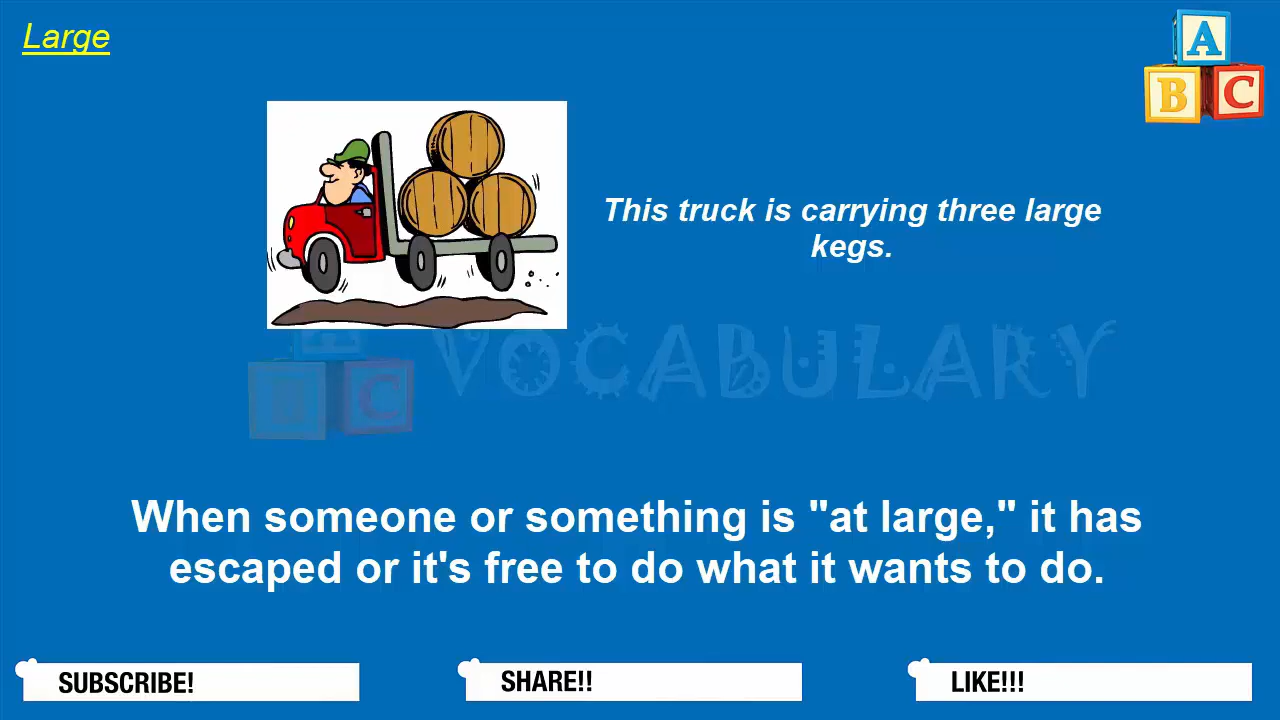 Large
A
B C
This truck is carrying three large
kegs.
A
B C
VOCABULARY
When someone or something is "at large," it has
escaped or it's free to do what it wants to do.
SUBSCRIBE!
SHARE!!
LIKE!!!